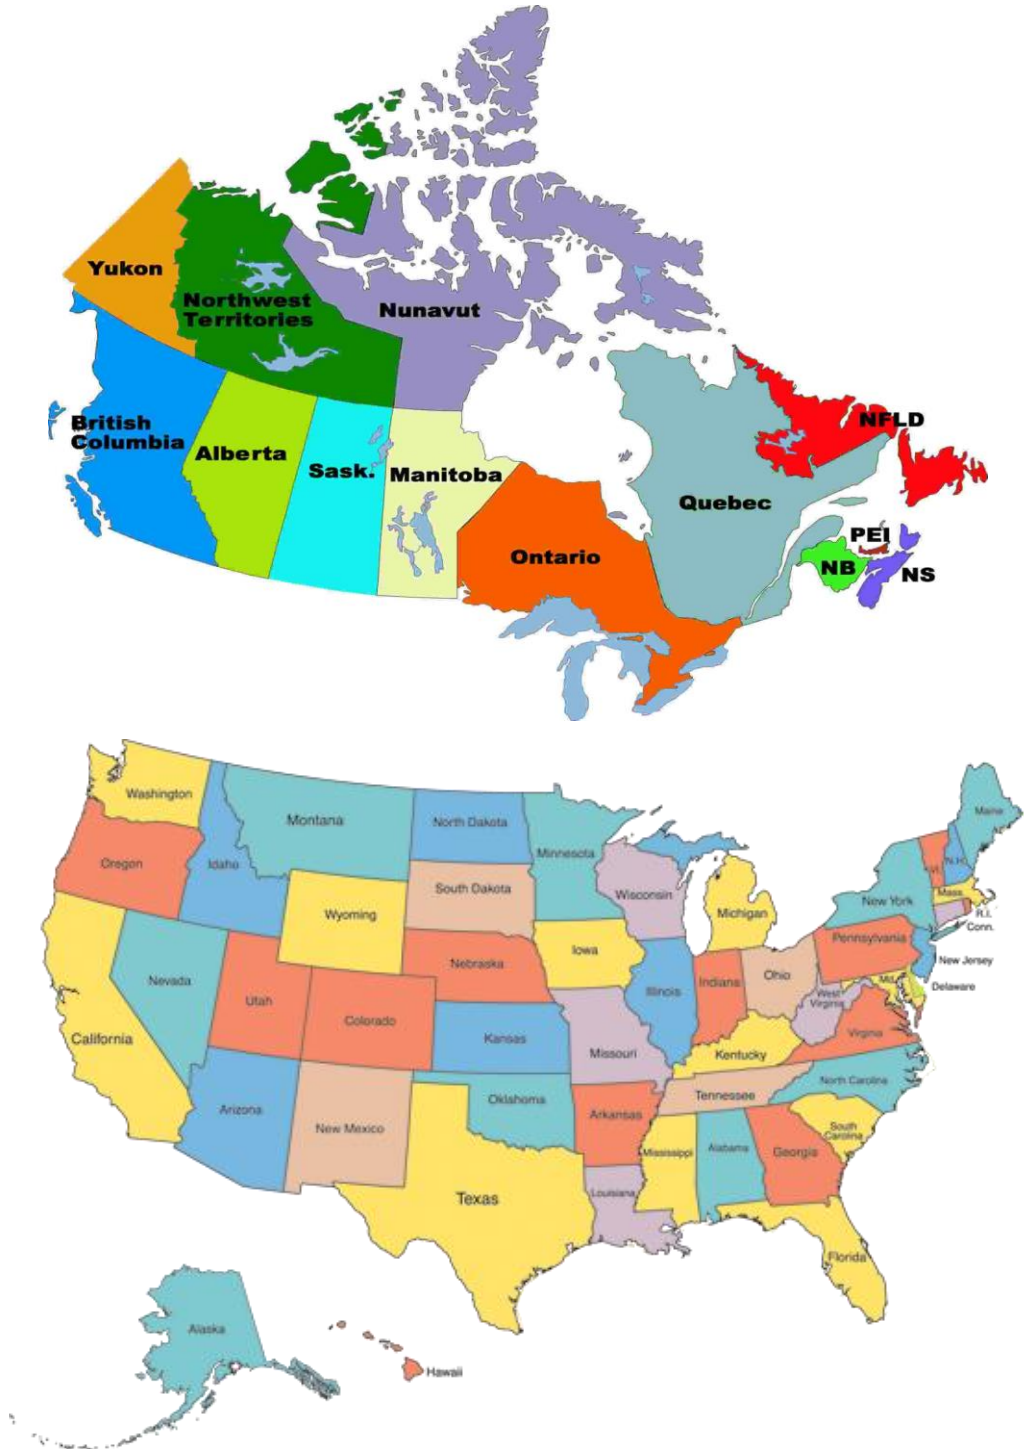 Yukon
Northwest
Territories
Nunavut
British
Columbia
Alberta
Sask.
Manitoba
Ontario
Quebec
NFLD
PEI
NB
NS
Washington
Montana
North Dakota
Minnesota
Maine
Oregon
Idaho
Wyoming
South Dakota
Wisconsin
Michigan
New York
Vt.
N.H.
Mass.
R.I.
Conn.
Nevada
Utah
Colorado
Nebraska
Iowa
Illinois
Indians
Ohio
Pennsylvania
New Jersey
Md.
Delaware
California
Kansas
Missouri
Kentucky
West
Virginia
Virginia
Arizona
New Mexico
Oklahoma
Arkansas
Tennessee
North Carolina
Texas
Louisiana
Mississippi
Alabama
Georgia
South
Carolina
Florida
Alaska
Hawaii